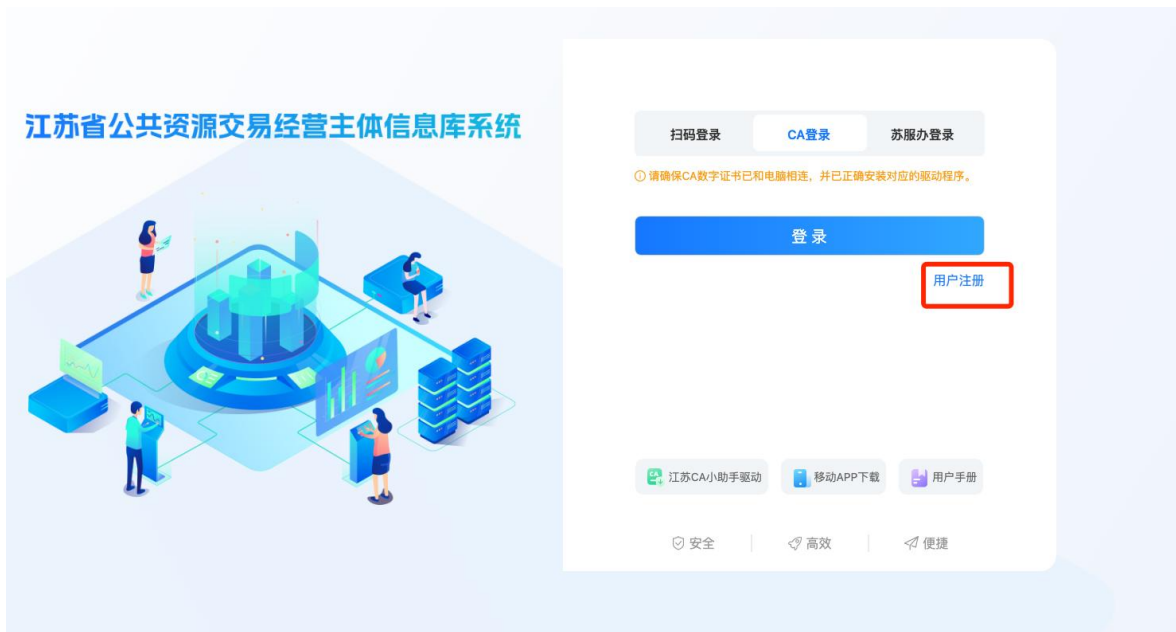 江苏省公共资源交易经营主体信息库系统
扫码登录 CA登录 苏服办登录
请确保CA数字证书已和电脑相连，并已正确安装对应的驱动程序。
登录
用户注册
江苏CA小助手驱动 移动APP下载 用户手册
安全 高效 便捷